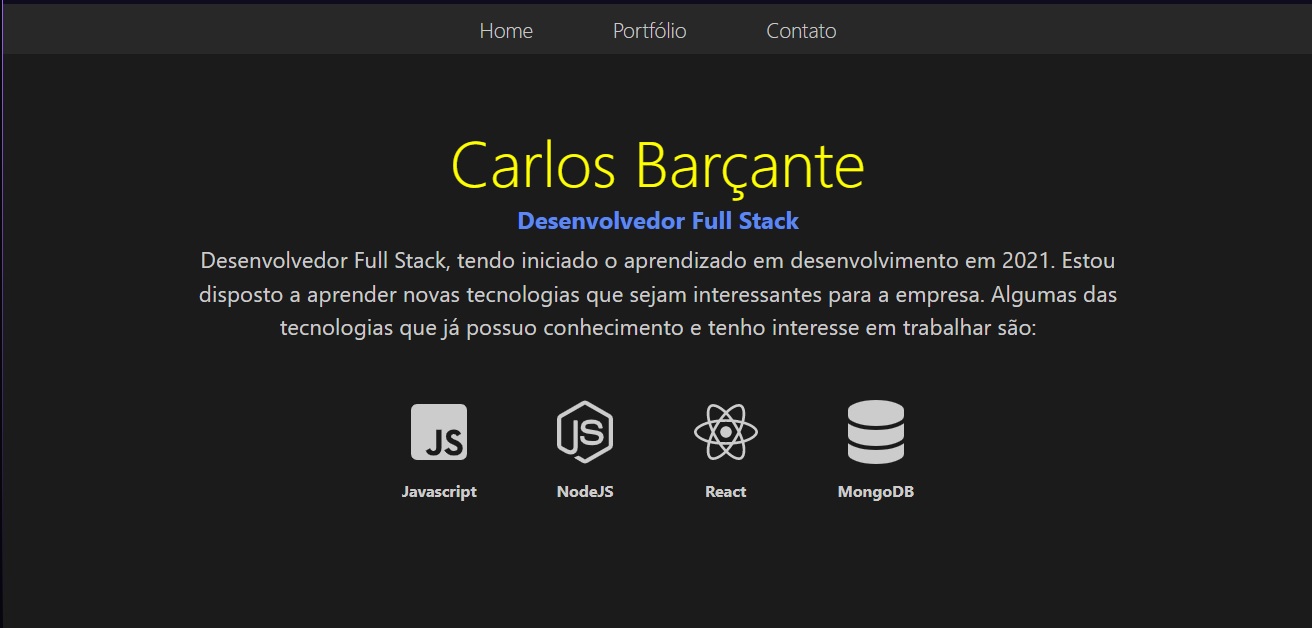 Home Portfólio Contato
Carlos Barçante
Desenvolvedor Full Stack
Desenvolvedor Full Stack, tendo iniciado o aprendizado em desenvolvimento em 2021. Estou
disposto a aprender novas tecnologias que sejam interessantes para a empresa. Algumas das
tecnologias que já possuo conhecimento e tenho interesse em trabalhar são:
JS JS
Javascript NodeJS React MongoDB